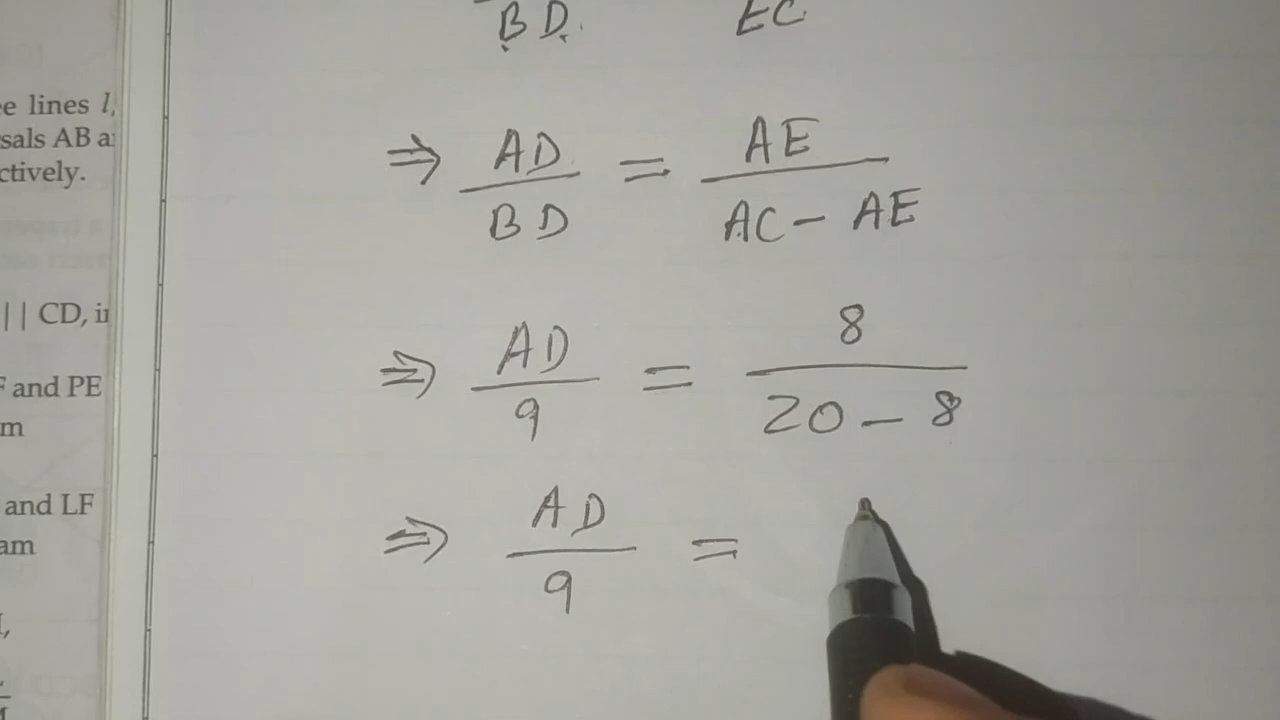 BD. EC
⇒ AD/BD = AE/(AC - AE)
⇒ AD/9 = 8/(20 - 8)
⇒ AD/9 =
e lines l,
sals AB a
ctively.
|| CD, i
F and PE
m
and LF
am